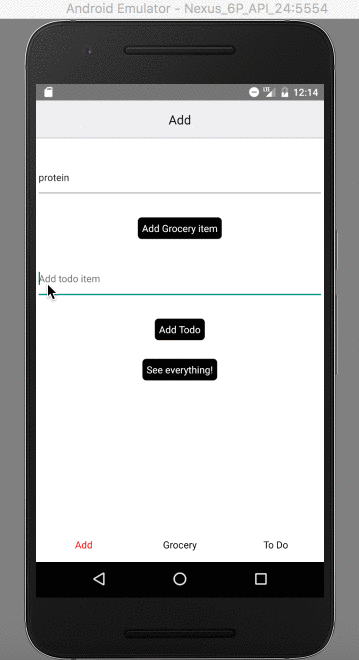 Android Emulator - Nexus_6P_API_24:5554
LTE 12:14
Add
protein
Add Grocery item
Add todo item
Add Todo
See everything!
Add Grocery To Do